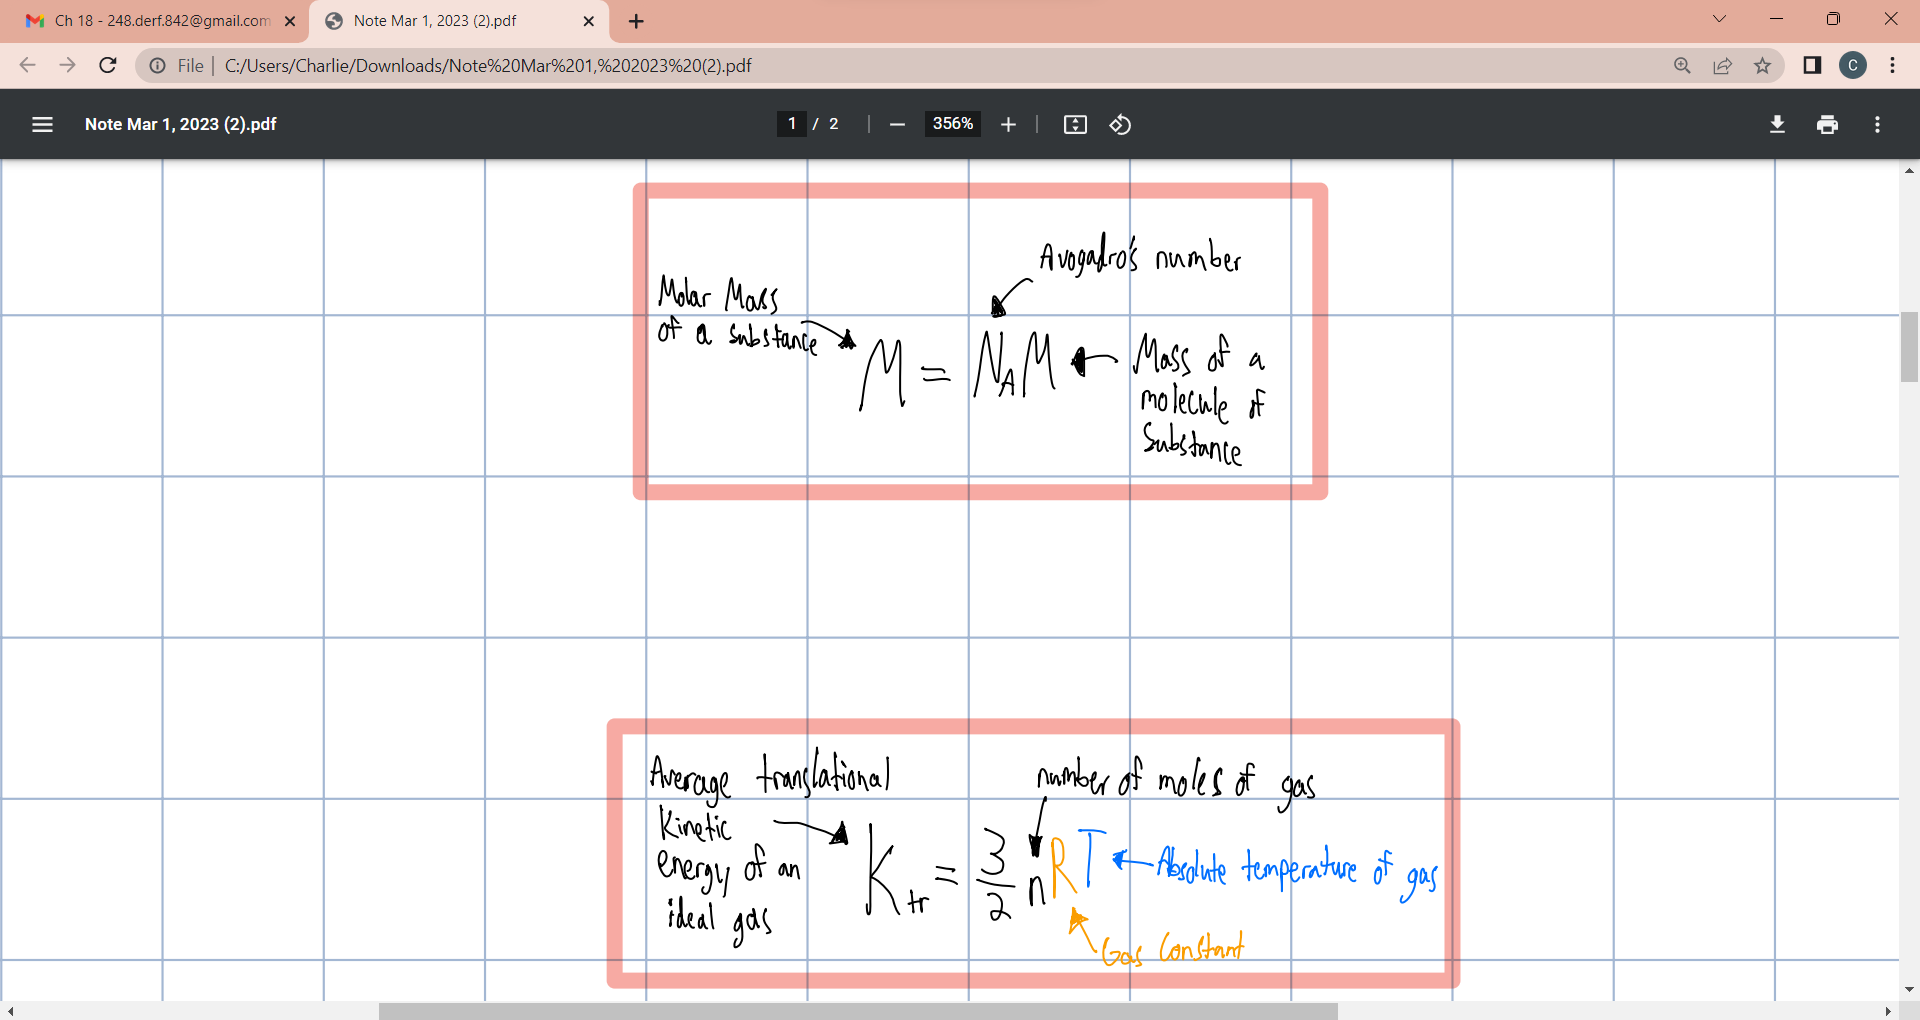 Ch 18 - 248.derf.842@gmail.com
Note Mar 1, 2023 (2).pdf
File
C:/Users/Charlie/Downloads/Note%20Mar%201,%202023%20(2).pdf
C
Note Mar 1, 2023 (2).pdf
1 / 2
356%
Avogadro's number
Molar Mass
of a substance
M = N_A M
Mass of a
molecule of
Substance
Average translational
Kinetic
energy of an
ideal gas
number of moles of gas
K_tr = 3/2 n R T
Absolute temperature of gas
Gas Constant